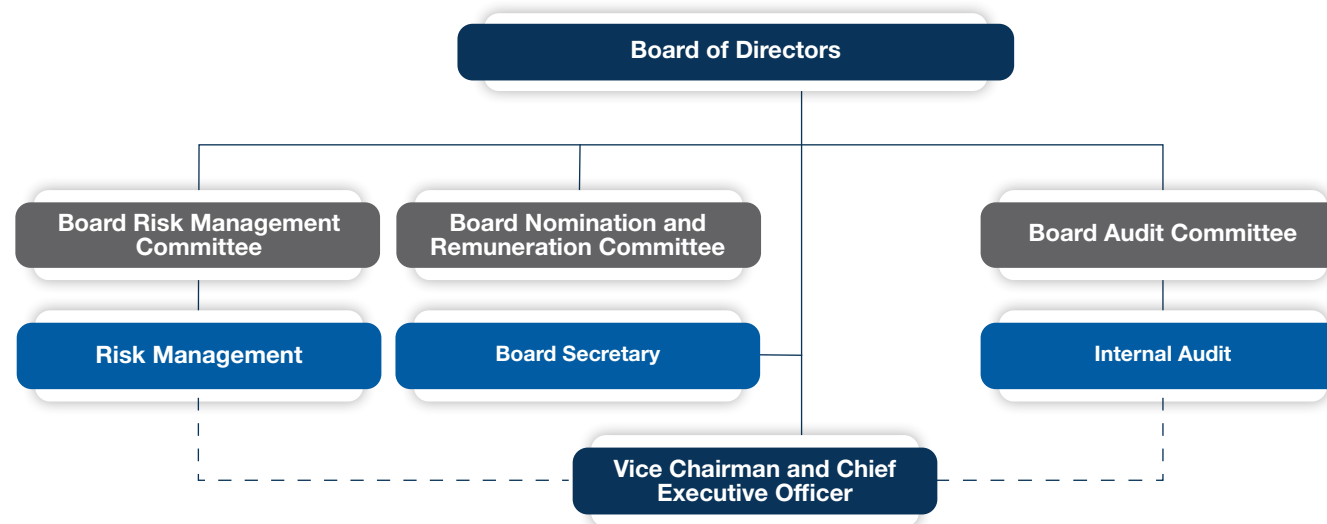 Board of Directors
Board Risk Management
Committee
Board Nomination and
Remuneration Committee
Board Audit Committee
Risk Management
Board Secretary
Internal Audit
Vice Chairman and Chief
Executive Officer